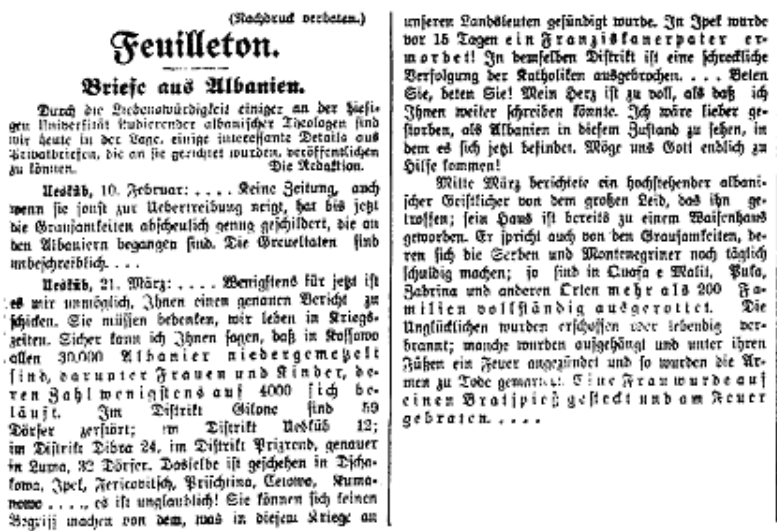 (Nachdruck verboten.)
Feuilleton.
Briefe aus Albanien.
Durch die Liebenswürdigkeit einiger an der hiesi-
gen Universität studierender albanischer Theologen sind
wir heute in der Lage, einige interessante Details aus
Privatbriefen, die an sie gerichtet wurden, veröffentlichen
zu können. Die Redaktion.
Uesküb, 10. Februar: . . . . Keine Zeitung, auch
wenn sie sonst zur Uebertreibung neigt, hat bis jetzt
die Grausamkeiten abscheulich genug geschildert, die an
den Albaniern begangen sind. Die Greueltaten sind
unbeschreiblich. . . .
Uesküb, 21. März: . . . . Wenigstens für jetzt ist
es mir unmöglich, Ihnen einen genauen Bericht zu
schicken. Sie müssen bedenken, wir leben in Kriegs-
zeiten. Sicher kann ich Ihnen sagen, daß in Kossowo
allen 30,000 Albanier niedergemetzelt
sind, darunter Frauen und Kinder, de-
ren Zahl wenigstens auf 4000 sich be-
läuft. Im Distrikt Gilone sind 59
Dörfer zerstört; im Distrikt Uesküb 12;
im Distrikt Dibra 24, im Distrikt Prizrend, genauer
in Luma, 32 Dörfer. Dasselbe ist geschehen in Dscha-
kowa, Ipek, Fericovitsch, Prischtina, Cetowo, Kuma-
nowo . . . ., es ist unglaublich! Sie können sich keinen
Begriff machen von dem, was in diesem Kriege an
unseren Landsleuten gesündigt wurde. In Ipek wurde
vor 15 Tagen ein Franziskanerpater er-
mordet! In demselben Distrikt ist eine schreckliche
Verfolgung der Katholiken ausgebrochen. . . . Beten
Sie, beten Sie! Mein Herz ist zu voll, als daß ich
Ihnen weiter schreiben könnte. Ich wäre lieber ge-
storben, als Albanien in diesem Zustand zu sehen, in
dem es sich jetzt befindet. Möge uns Gott endlich zu
Hilfe kommen!
Mitte März berichtete ein hochstehender albani-
scher Geistlicher von dem großen Leid, das ihn ge-
troffen; sein Haus ist bereits zu einem Waisenhaus
geworden. Er spricht auch von den Grausamkeiten, de-
ren sich die Serben und Montenegriner noch täglich
schuldig machen; so sind in Quafa e Malit, Puka,
Zabrina und anderen Orten mehr als 200 Fa-
milien vollständig ausgerottet. Die
Unglücklichen wurden erschossen oder lebendig ver-
brannt; manche wurden aufgehängt und unter ihren
Füßen ein Feuer angezündet und so wurden die Ar-
men zu Tode gemartert. Eine Frau wurde auf
einen Bratspieß gesteckt und am Feuer
gebraten. . . . .